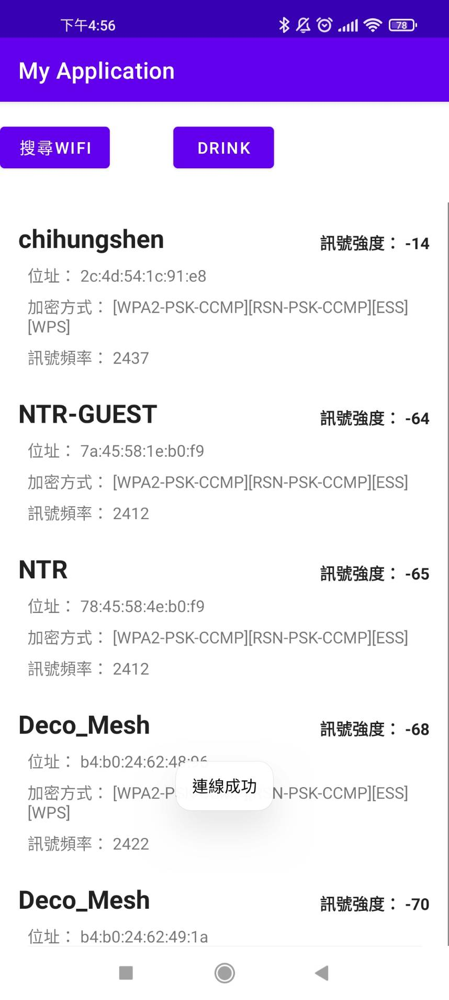 下午4:56
78
My Application
搜尋WIFI
DRINK
chihungshen
訊號強度： -14
位址： 2c:4d:54:1c:91:e8
加密方式： [WPA2-PSK-CCMP][RSN-PSK-CCMP][ESS]
[WPS]
訊號頻率： 2437
NTR-GUEST
訊號強度： -64
位址： 7a:45:58:1e:b0:f9
加密方式： [WPA2-PSK-CCMP][RSN-PSK-CCMP][ESS]
訊號頻率： 2412
NTR
訊號強度： -65
位址： 78:45:58:4e:b0:f9
加密方式： [WPA2-PSK-CCMP][RSN-PSK-CCMP][ESS]
訊號頻率： 2412
Deco_Mesh
訊號強度： -68
位址： b4:b0:24:62:48:96
加密方式： [WPA2-P
連線成功
N-PSK-CCMP][ESS]
[WPS]
訊號頻率： 2422
Deco_Mesh
訊號強度： -70
位址： b4:b0:24:62:49:1a